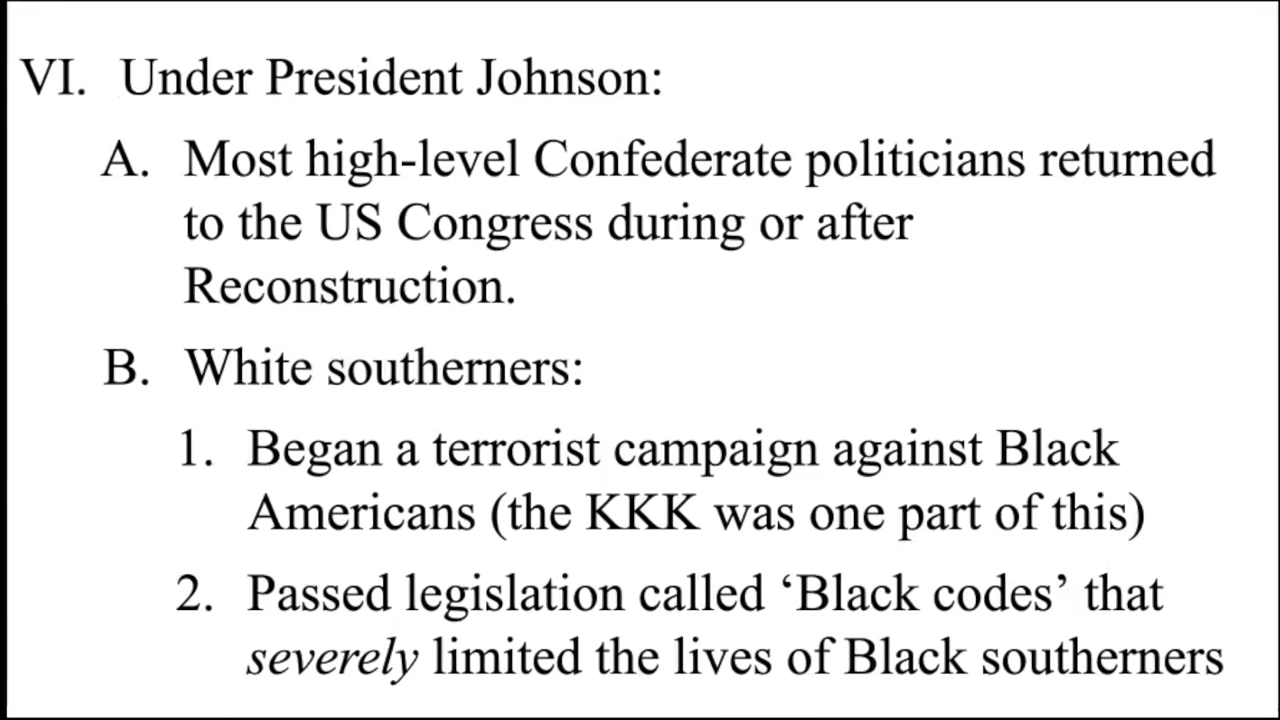 VI. Under President Johnson:
A. Most high-level Confederate politicians returned
to the US Congress during or after
Reconstruction.
B. White southerners:
1. Began a terrorist campaign against Black
Americans (the KKK was one part of this)
2. Passed legislation called ‘Black codes’ that
severely limited the lives of Black southerners